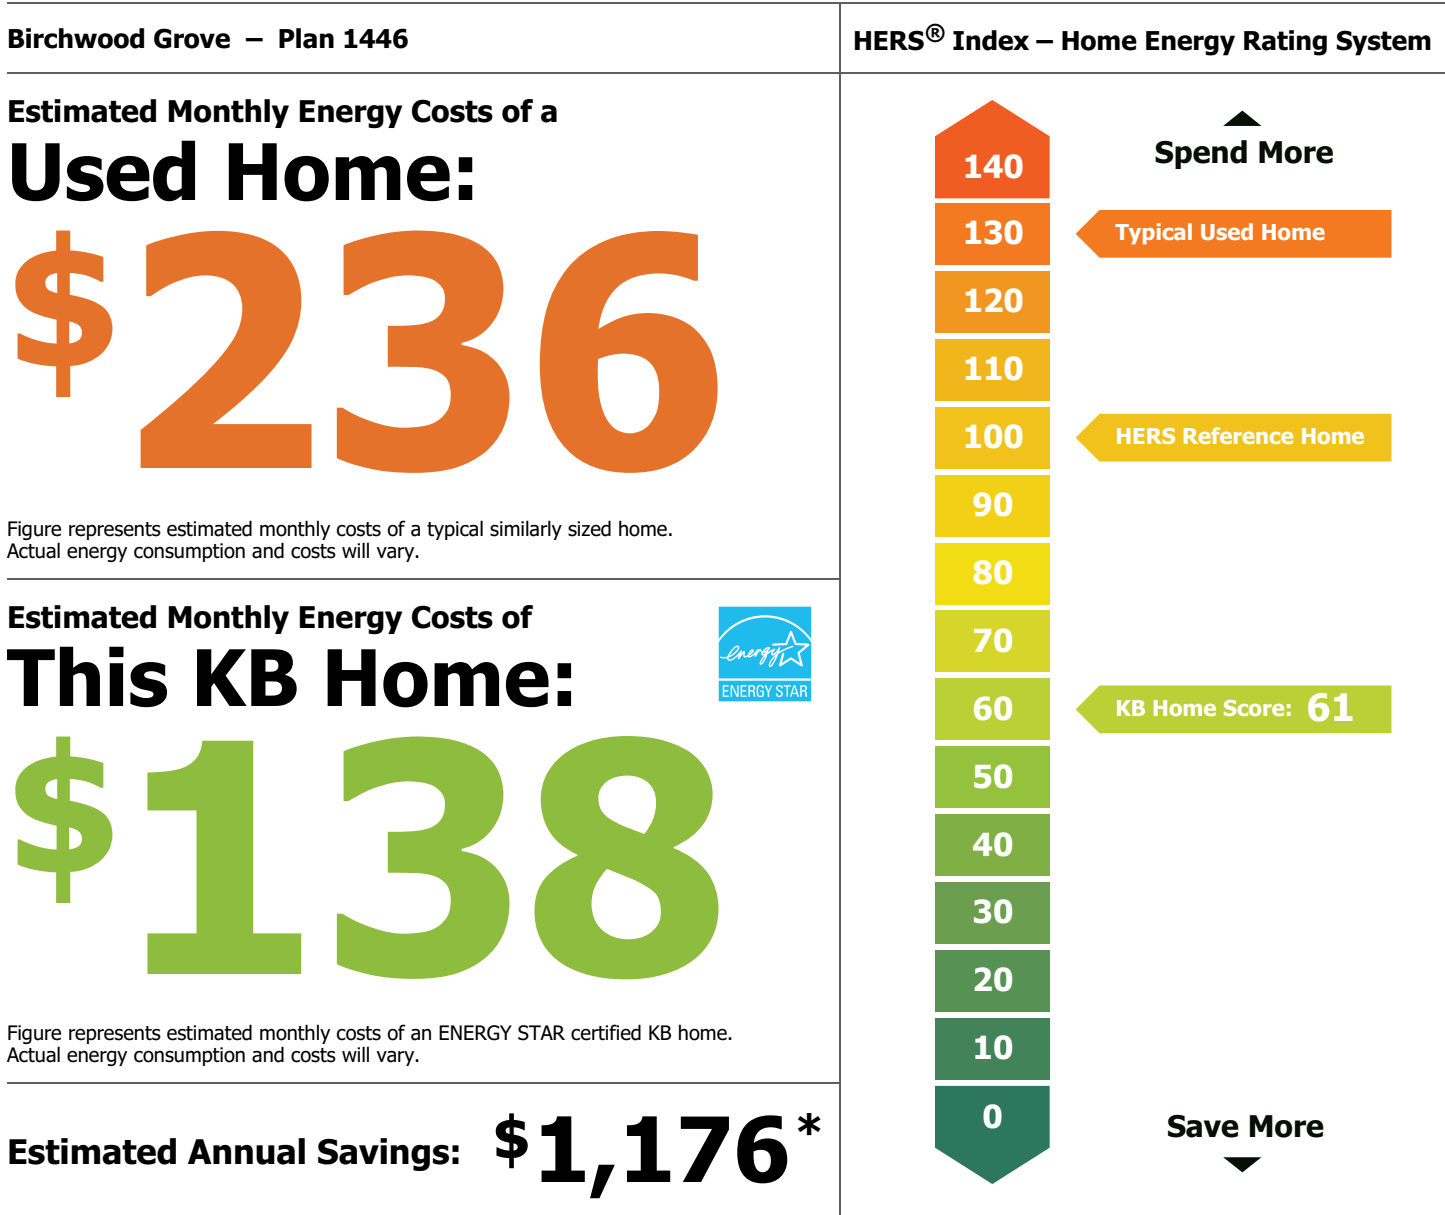 Birchwood Grove – Plan 1446
Estimated Monthly Energy Costs of a
Used Home:
$236
Figure represents estimated monthly costs of a typical similarly sized home.
Actual energy consumption and costs will vary.
Estimated Monthly Energy Costs of
This KB Home:
energy
ENERGY STAR
$138
Figure represents estimated monthly costs of an ENERGY STAR certified KB home.
Actual energy consumption and costs will vary.
Estimated Annual Savings: $1,176*
HERS® Index – Home Energy Rating System
Spend More
140
130 Typical Used Home
120
110
100 HERS Reference Home
90
80
70
60 KB Home Score: 61
50
40
30
20
10
0
Save More